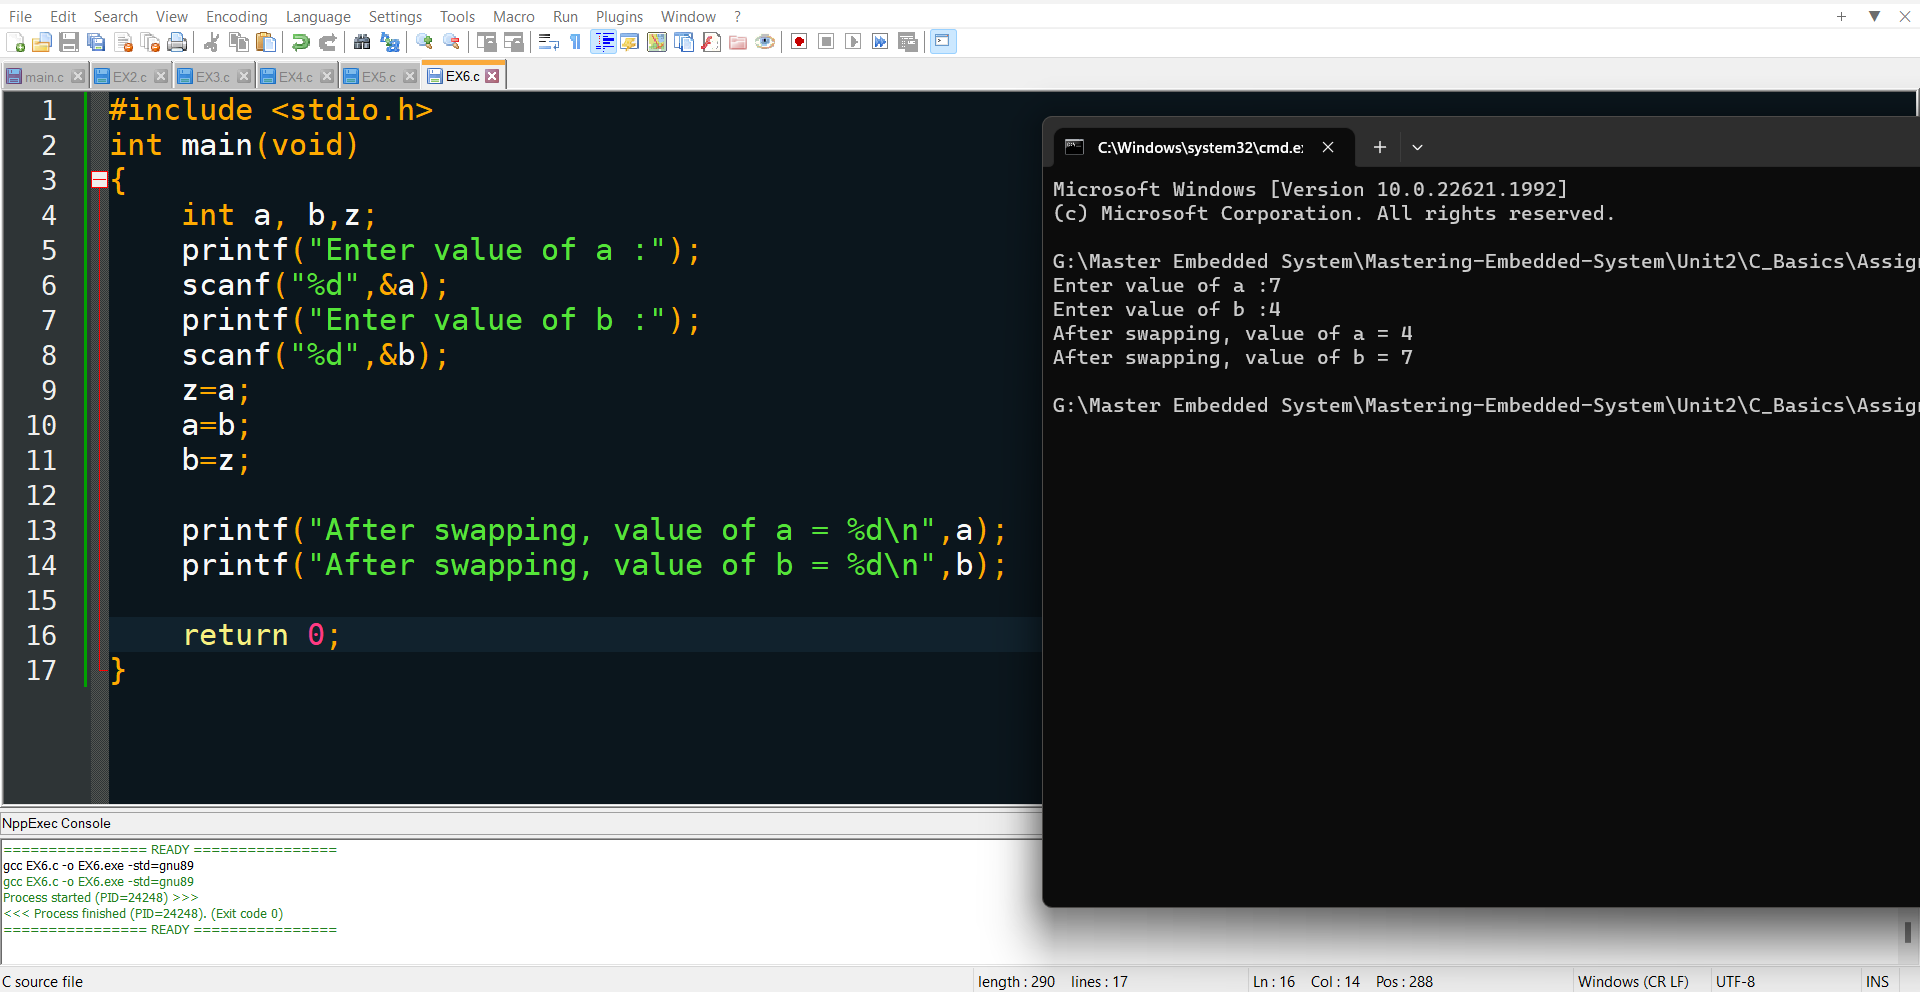 File Edit Search View Encoding Language Settings Tools Macro Run Plugins Window ?
main.c EX2.c EX3.c EX4.c EX5.c EX6.c
1 #include <stdio.h>
2 int main(void)
3 {
4 int a, b,z;
5 printf("Enter value of a :");
6 scanf("%d",&a);
7 printf("Enter value of b :");
8 scanf("%d",&b);
9 z=a;
10 a=b;
11 b=z;
12
13 printf("After swapping, value of a = %d\n",a);
14 printf("After swapping, value of b = %d\n",b);
15
16 return 0;
17 }
C:\Windows\system32\cmd.e
Microsoft Windows [Version 10.0.22621.1992]
(c) Microsoft Corporation. All rights reserved.
G:\Master Embedded System\Mastering-Embedded-System\Unit2\C_Basics\Assig
Enter value of a :7
Enter value of b :4
After swapping, value of a = 4
After swapping, value of b = 7
G:\Master Embedded System\Mastering-Embedded-System\Unit2\C_Basics\Assig
NppExec Console
================ READY ================
gcc EX6.c -o EX6.exe -std=gnu89
gcc EX6.c -o EX6.exe -std=gnu89
Process started (PID=24248) >>>
<<< Process finished (PID=24248). (Exit code 0)
================ READY ================
C source file length : 290 lines : 17 Ln : 16 Col : 14 Pos : 288 Windows (CR LF) UTF-8 INS